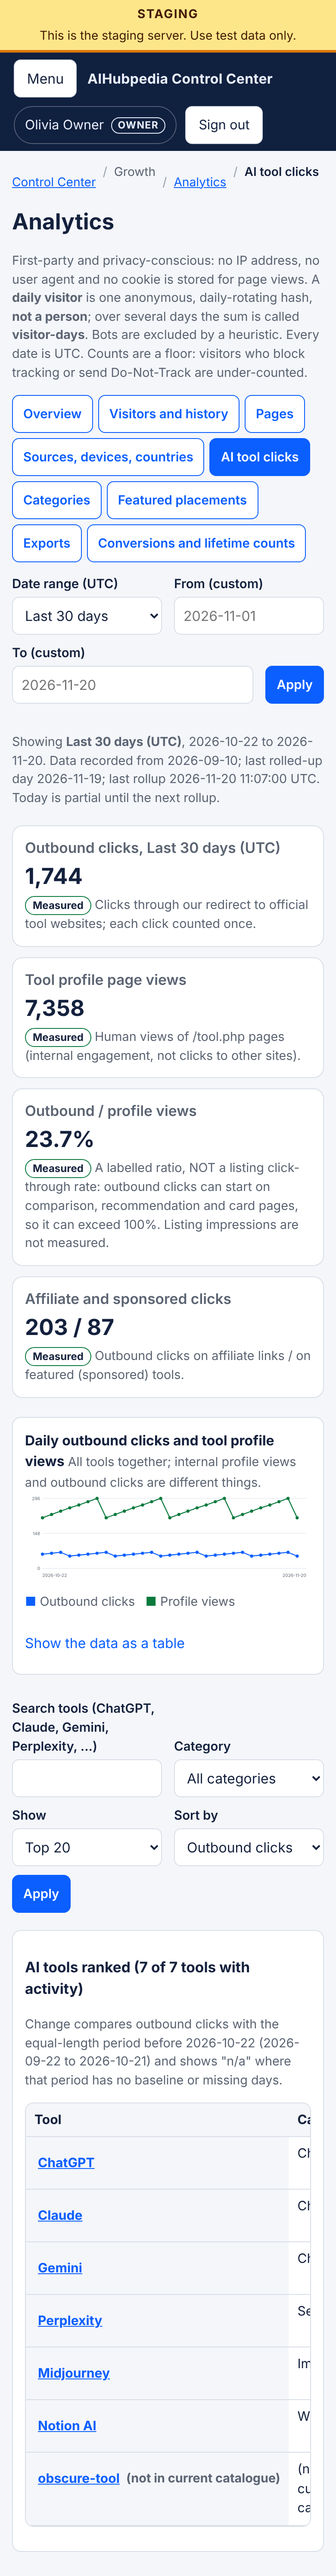 STAGING
This is the staging server. Use test data only.
Menu
AIHubpedia Control Center
Olivia Owner OWNER
Sign out
Control Center / Growth / Analytics / AI tool clicks
Analytics
First-party and privacy-conscious: no IP address, no
user agent and no cookie is stored for page views. A
daily visitor is one anonymous, daily-rotating hash,
not a person; over several days the sum is called
visitor-days. Bots are excluded by a heuristic. Every
date is UTC. Counts are a floor: visitors who block
tracking or send Do-Not-Track are under-counted.
Overview
Visitors and history
Pages
Sources, devices, countries
AI tool clicks
Categories
Featured placements
Exports
Conversions and lifetime counts
Date range (UTC)
Last 30 days
From (custom)
2026-11-01
To (custom)
2026-11-20
Apply
Showing Last 30 days (UTC), 2026-10-22 to 2026-
11-20. Data recorded from 2026-09-10; last rolled-up
day 2026-11-19; last rollup 2026-11-20 11:07:00 UTC.
Today is partial until the next rollup.
Outbound clicks, Last 30 days (UTC)
1,744
Measured Clicks through our redirect to official
tool websites; each click counted once.
Tool profile page views
7,358
Measured Human views of /tool.php pages
(internal engagement, not clicks to other sites).
Outbound / profile views
23.7%
Measured A labelled ratio, NOT a listing click-
through rate: outbound clicks can start on
comparison, recommendation and card pages,
so it can exceed 100%. Listing impressions are
not measured.
Affiliate and sponsored clicks
203 / 87
Measured Outbound clicks on affiliate links / on
featured (sponsored) tools.
Daily outbound clicks and tool profile
views All tools together; internal profile views
and outbound clicks are different things.
296
148
0
2026-10-22
2026-11-20
Outbound clicks
Profile views
Show the data as a table
Search tools (ChatGPT,
Claude, Gemini,
Perplexity, ...)
Category
All categories
Show
Top 20
Sort by
Outbound clicks
Apply
AI tools ranked (7 of 7 tools with
activity)
Change compares outbound clicks with the
equal-length period before 2026-10-22 (2026-
09-22 to 2026-10-21) and shows "n/a" where
that period has no baseline or missing days.
Tool
ChatGPT
Claude
Gemini
Perplexity
Midjourney
Notion AI
obscure-tool (not in current catalogue)